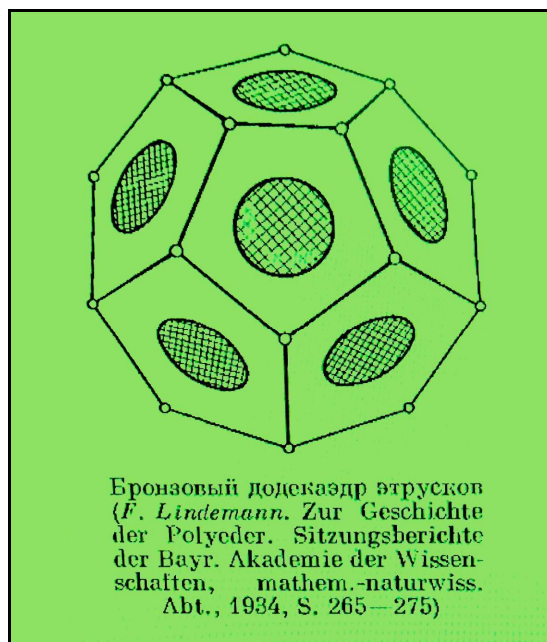 Бронзовый додекаэдр этрусков
(F. Lindemann. Zur Geschichte
der Polyeder. Sitzungsberichte
der Bayr. Akademie der Wissen-
schaften, mathem.-naturwiss.
Abt., 1934, S. 265—275)